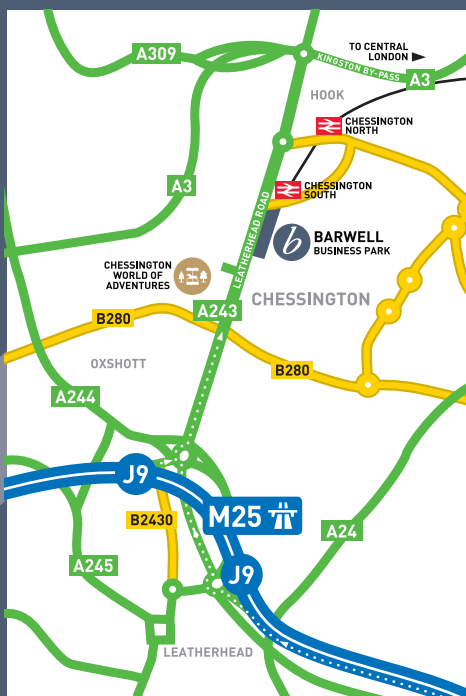 A309
TO CENTRAL
LONDON
KINGSTON BY-PASS
A3
HOOK
CHESSINGTON
NORTH
A3
CHESSINGTON
SOUTH
LEATHERHEAD ROAD
b
BARWELL
BUSINESS PARK
CHESSINGTON
WORLD OF
ADVENTURES
CHESSINGTON
A243
B280
OXSHOTT
B280
A244
J9
M25
B2430
A24
A245
J9
LEATHERHEAD